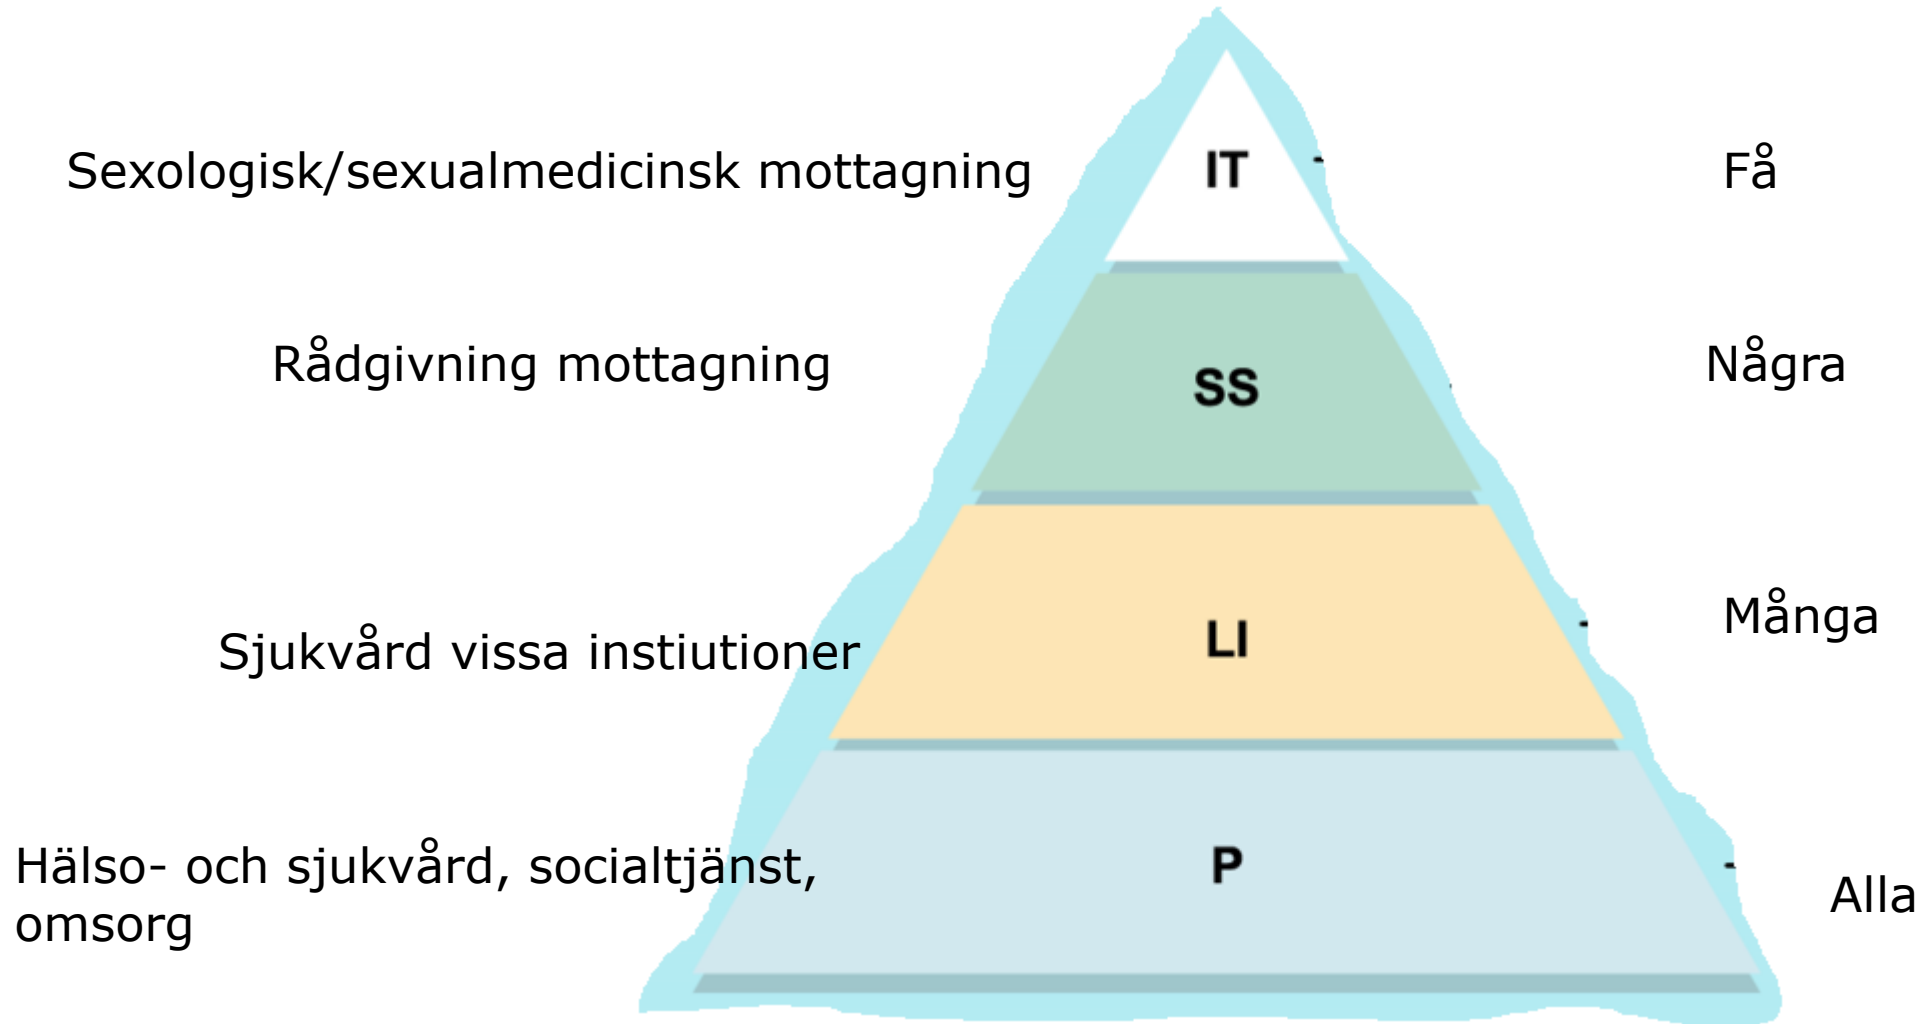 Sexologisk/sexualmedicinsk mottagning
IT
Få
Rådgivning mottagning
SS
Några
Sjukvård vissa instiutioner
LI
Många
Hälso- och sjukvård, socialtjänst,
omsorg
P
Alla